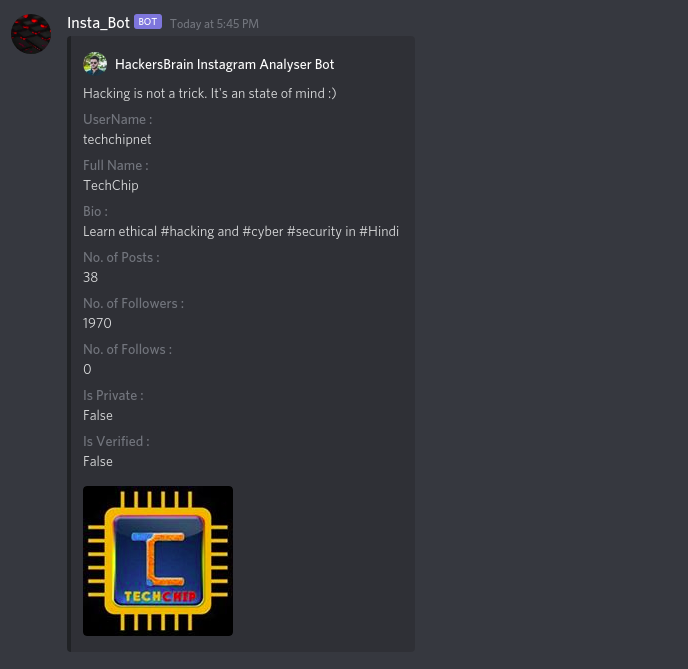 Insta_Bot BOT Today at 5:45 PM
HackersBrain Instagram Analyser Bot
Hacking is not a trick. It's an state of mind :)
UserName :
techchipnet
Full Name :
TechChip
Bio :
Learn ethical #hacking and #cyber #security in #Hindi
No. of Posts :
38
No. of Followers :
1970
No. of Follows :
0
Is Private :
False
Is Verified :
False
TC
TECHCHIP